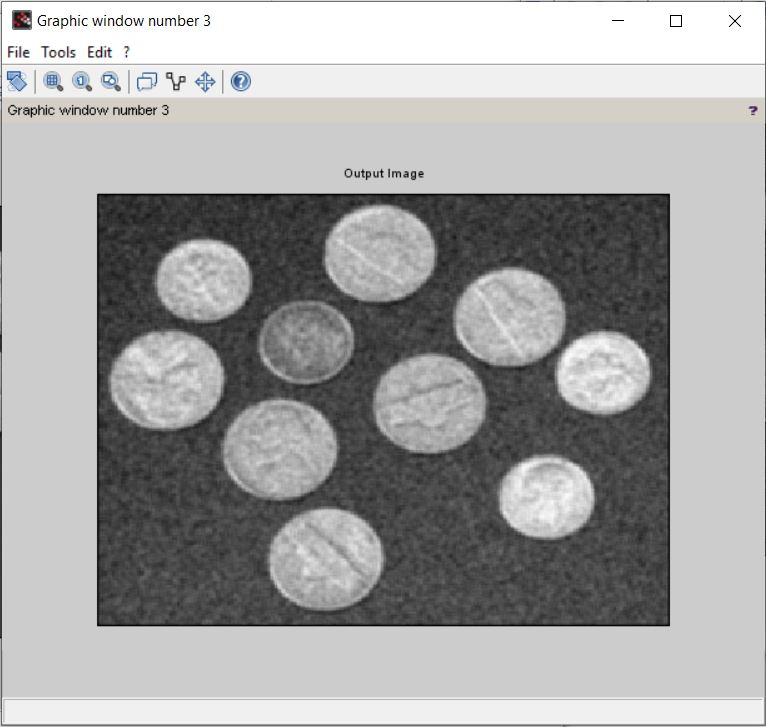 Graphic window number 3
File Tools Edit ?
Graphic window number 3 ?
Output Image